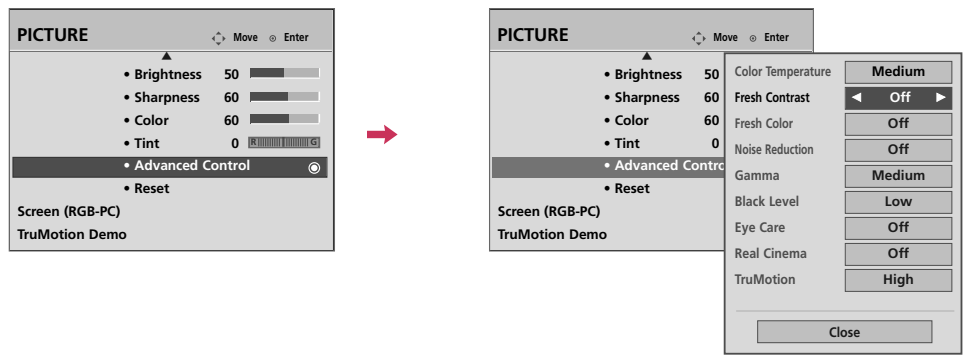 PICTURE
Move Enter
• Brightness 50
• Sharpness 60
• Color 60
• Tint 0 R G
• Advanced Control
• Reset
Screen (RGB-PC)
TruMotion Demo
PICTURE
Move Enter
• Brightness 50
• Sharpness 60
• Color 60
• Tint 0
• Advanced Contro
• Reset
Screen (RGB-PC)
TruMotion Demo
Color Temperature Medium
Fresh Contrast ◀ Off ▶
Fresh Color Off
Noise Reduction Off
Gamma Medium
Black Level Low
Eye Care Off
Real Cinema Off
TruMotion High
Close